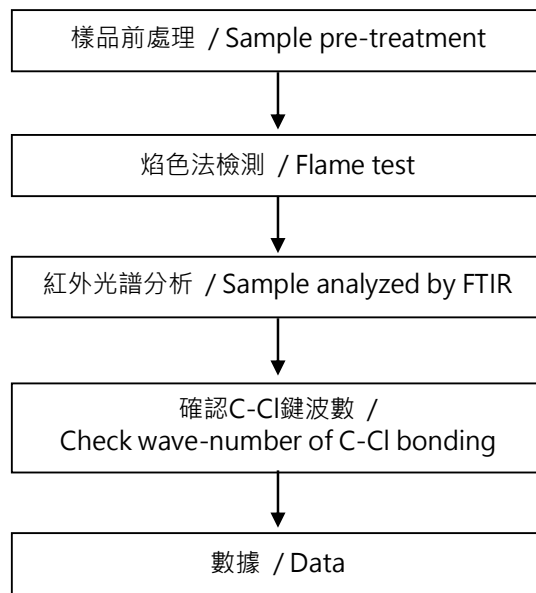 樣品前處理 / Sample pre-treatment
焰色法檢測 / Flame test
紅外光譜分析 / Sample analyzed by FTIR
確認C-Cl鍵波數 /
Check wave-number of C-Cl bonding
數據 / Data